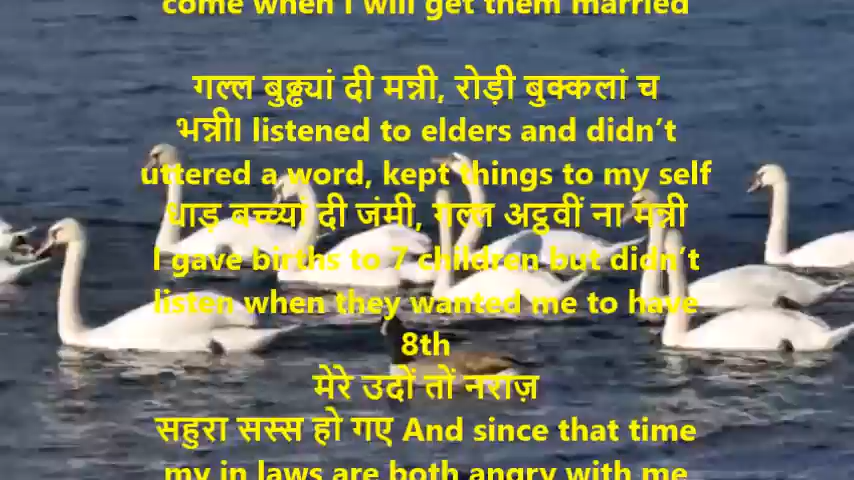 come when I will get them married
गल्ल बुढ्ढ्यां दी मन्नी, रोड़ी बुक्कलां च
भन्नीI listened to elders and didn’t
uttered a word, kept things to my self
धाड़ बच्च्यां दी जंमी, गल्ल अट्ठवीं ना मन्नी
I gave births to 7 children but didn’t
listen when they wanted me to have
8th
मेरे उदों तों नराज़
सहुरा सस्स हो गए And since that time
my in laws are both angry with me